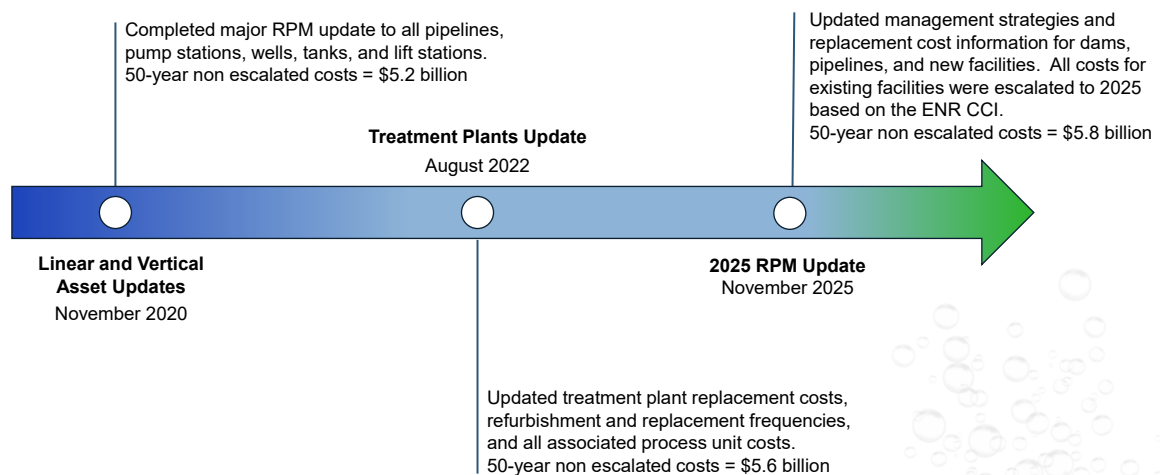 Completed major RPM update to all pipelines,
pump stations, wells, tanks, and lift stations.
50-year non escalated costs = $5.2 billion
Updated management strategies and
replacement cost information for dams,
pipelines, and new facilities.  All costs for
existing facilities were escalated to 2025
based on the ENR CCI.
50-year non escalated costs = $5.8 billion
Treatment Plants Update
August 2022
Linear and Vertical
Asset Updates
November 2020
2025 RPM Update
November 2025
Updated treatment plant replacement costs,
refurbishment and replacement frequencies,
and all associated process unit costs.
50-year non escalated costs = $5.6 billion